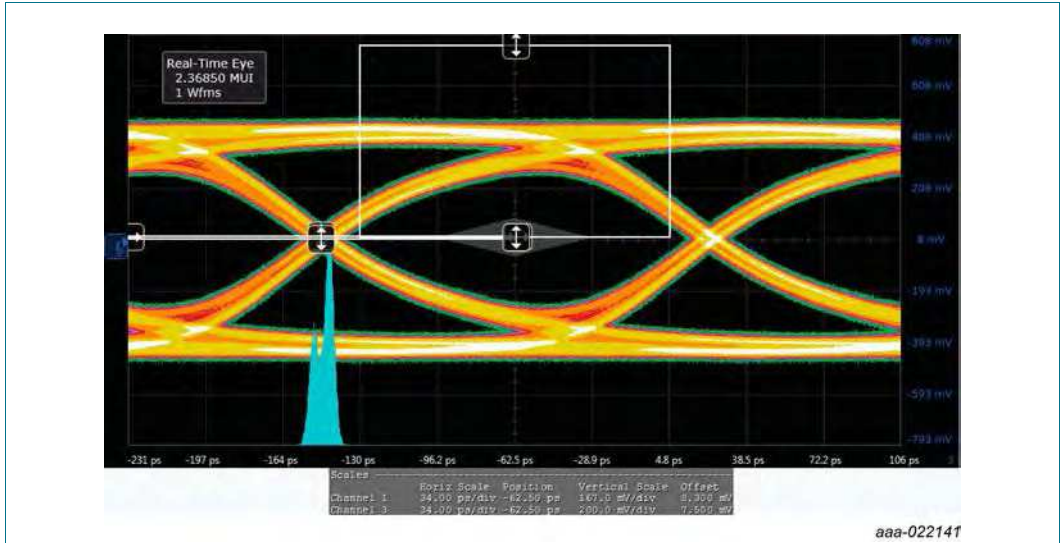 Real-Time Eye
2.36850 MUI
1 Wfms
608 mV
408 mV
208 mV
8 mV
-193 mV
-393 mV
-593 mV
-793 mV
-231 ps -197 ps -164 ps -130 ps -96.2 ps -62.5 ps -28.9 ps 4.8 ps 38.5 ps 72.2 ps 106 ps
Scales
Horiz Scale Position Vertical Scale Offset
Channel 1 34.00 ps/div -62.50 ps 167.0 mV/div 8.300 mV
Channel 3 34.00 ps/div -62.50 ps 200.0 mV/div 7.500 mV
aaa-022141